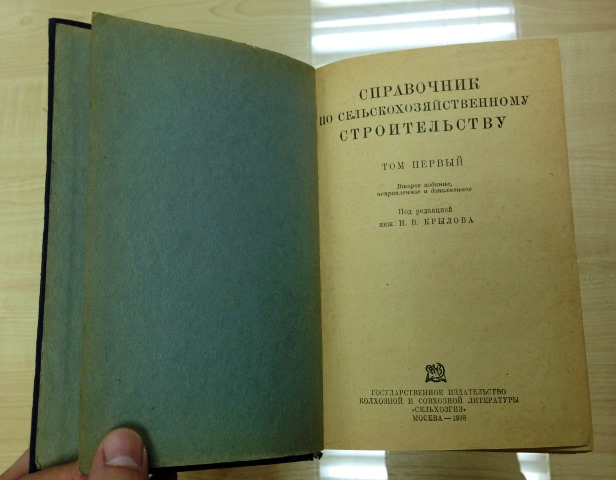 СПРАВОЧНИК
ПО СЕЛЬСКОХОЗЯЙСТВЕННОМУ
СТРОИТЕЛЬСТВУ
ТОМ ПЕРВЫЙ
Второе издание,
исправленное и дополненное
Под редакцией
инж. Н. В. КРЫЛОВА
ГОСУДАРСТВЕННОЕ ИЗДАТЕЛЬСТВО
КОЛХОЗНОЙ И СОВХОЗНОЙ ЛИТЕРАТУРЫ
«СЕЛЬХОЗГИЗ»
МОСКВА—1938